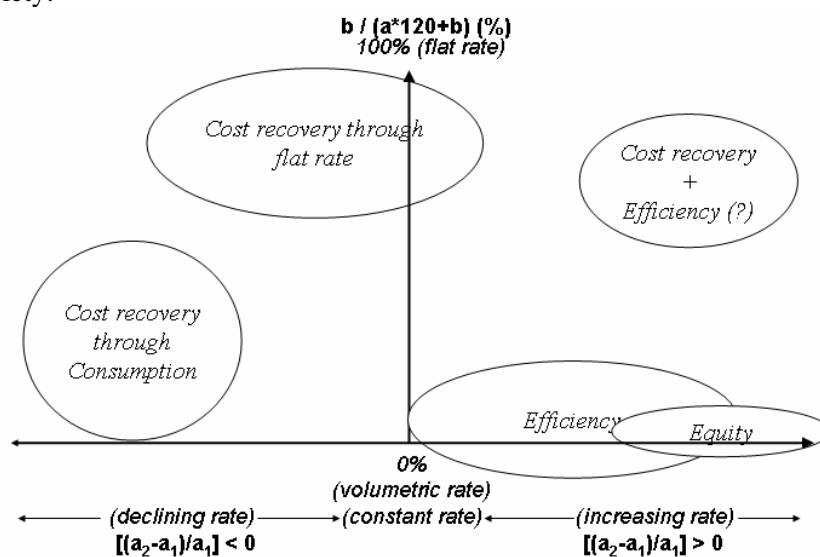 b / (a*120+b) (%)
100% (flat rate)
Cost recovery through
flat rate
Cost recovery
+
Efficiency (?)
Cost recovery
through
Consumption
Efficiency
Equity
0%
(volumetric rate)
(declining rate) (constant rate) (increasing rate)
[(a₂-a₁)/a₁] < 0 [(a₂-a₁)/a₁] > 0